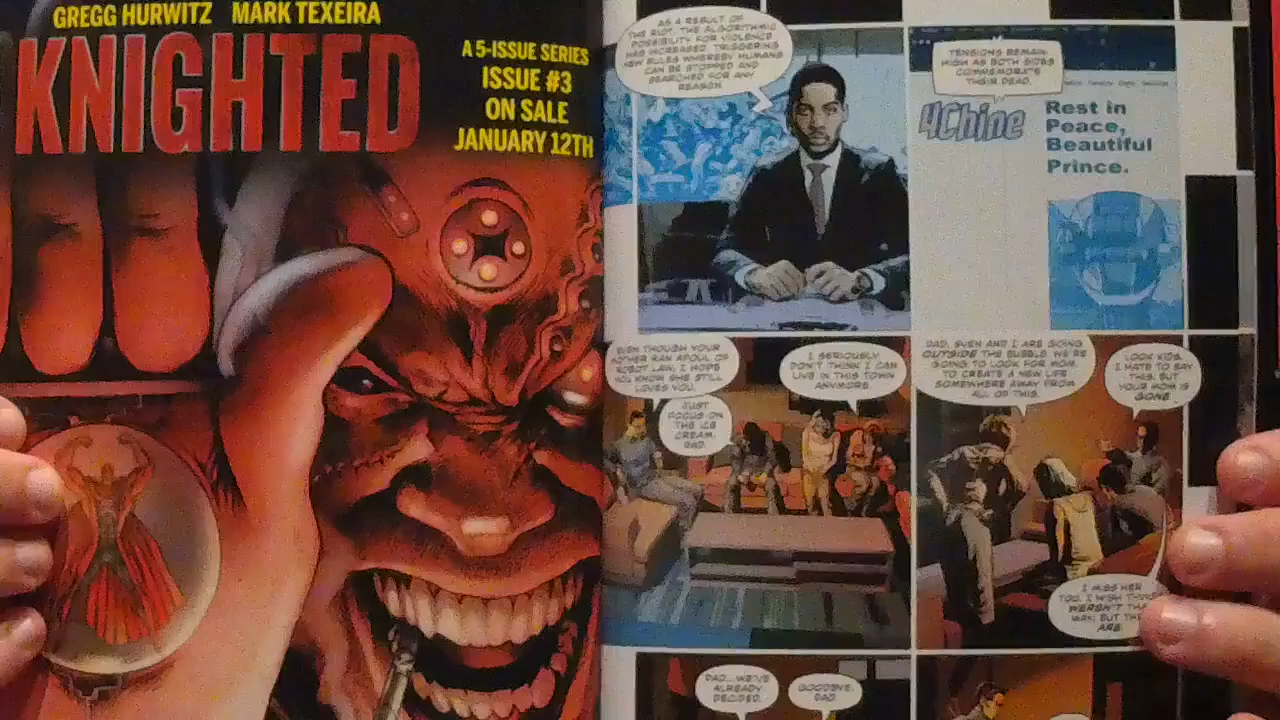 GREGG HURWITZ MARK TEXEIRA
KNIGHTED
A 5-ISSUE SERIES
ISSUE #3
ON SALE
JANUARY 12TH
AS A RESULT OF
THE RIOT, THE ALGORITHMIC
POSSIBILITY FOR VIOLENCE
HAS INCREASED, TRIGGERING
NEW RULES WHEREBY HUMANS
CAN BE STOPPED AND
SEARCHED FOR ANY
REASON.
TENSIONS REMAIN
HIGH AS BOTH SIDES
COMMEMORATE
THEIR DEAD.
4Chine
Rest in
Peace,
Beautiful
Prince.
EVEN THOUGH YOUR
MOTHER RAN AFOUL OF
ROBOT LAW, I HOPE
YOU KNOW SHE STILL
LOVES YOU.
JUST
FOCUS ON
THE ICE
CREAM,
DAD.
I SERIOUSLY
DON'T THINK I CAN
LIVE IN THIS TOWN
ANYMORE.
DAD, SVEN AND I ARE GOING
OUTSIDE THE BUBBLE. WE'RE
GOING TO LOOK FOR MOM.
TO CREATE A NEW LIFE
SOMEWHERE AWAY FROM
ALL OF THIS.
LOOK KIDS,
I HATE TO SAY
THIS BUT
YOUR MOM IS
GONE.
I MISS HER
TOO. I WISH
WEREN'T
WAY, BUT
ARE.
DAD...WE'VE
ALREADY
DECIDED.
GOODBYE,
DAD.